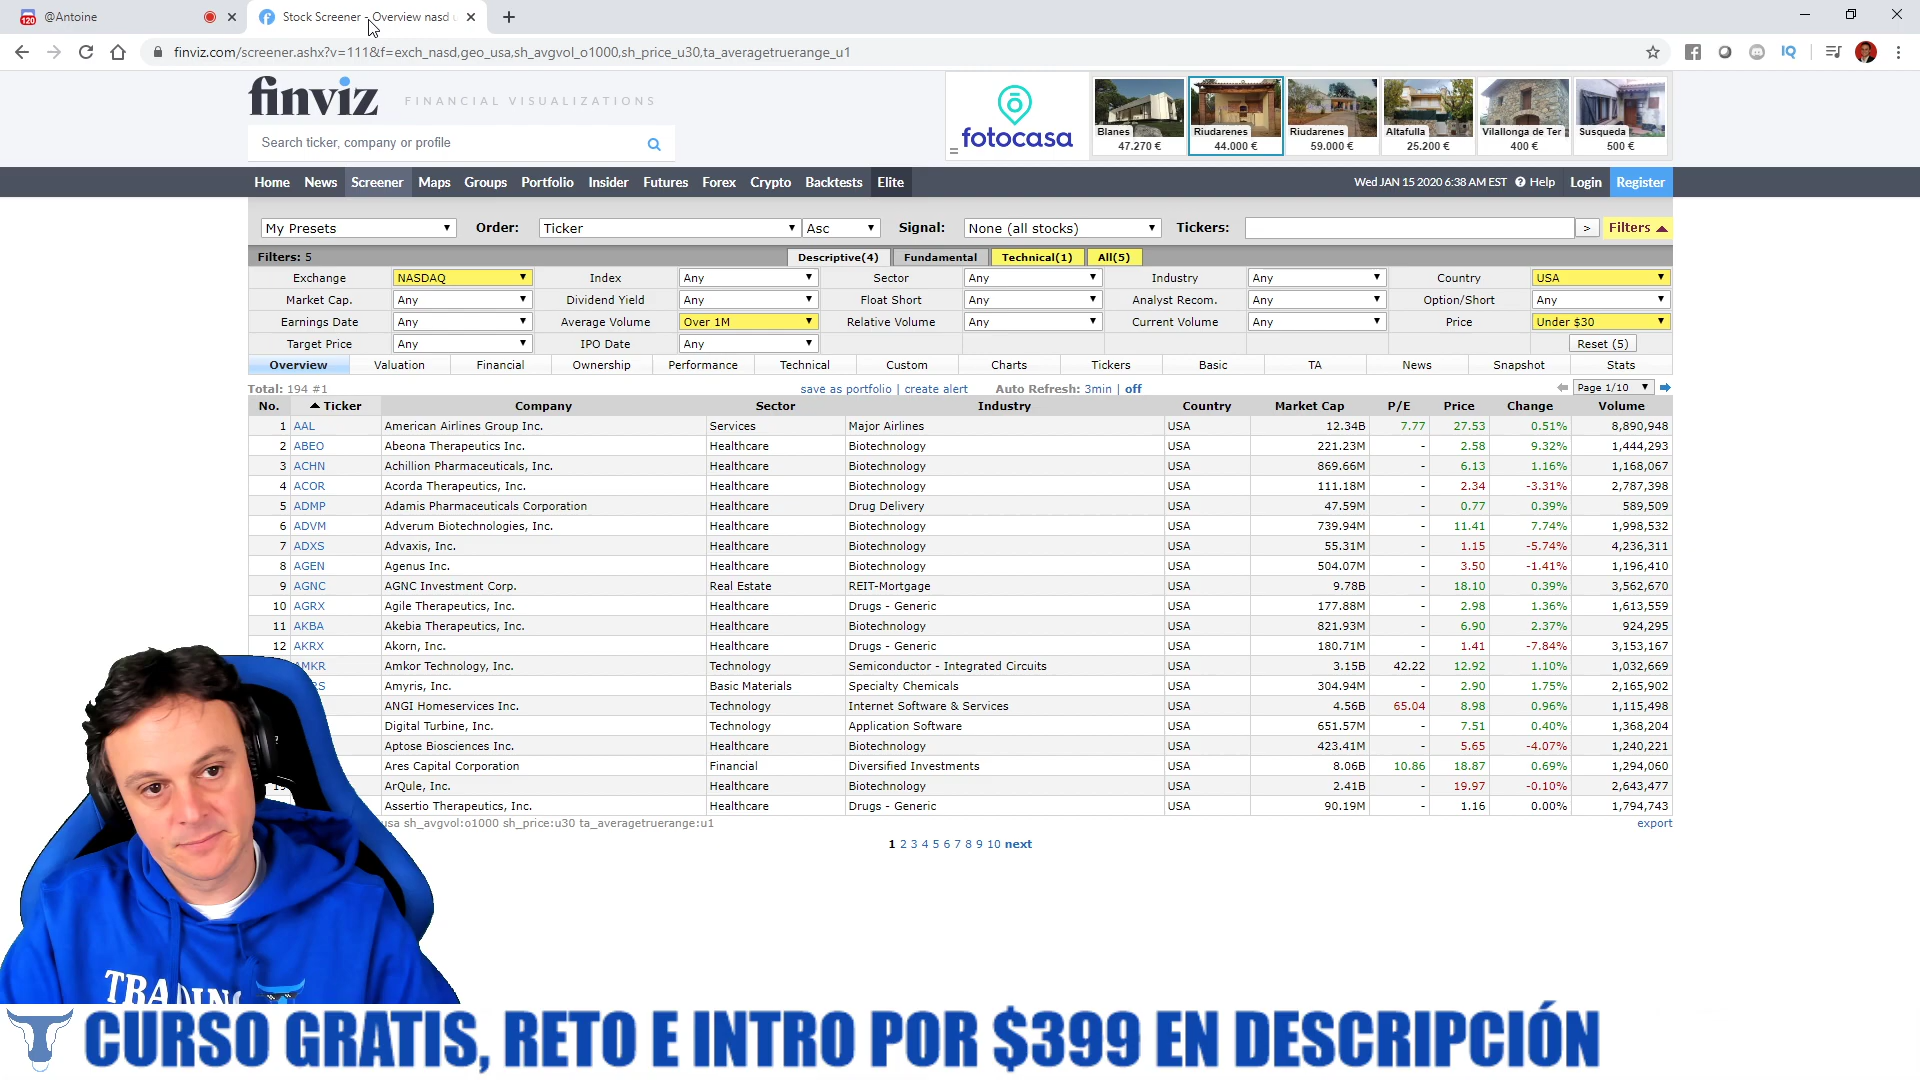 @Antoine
120
Stock Screener - Overview nasd u
finviz.com/screener.ashx?v=111&f=exch_nasd,geo_usa,sh_avgvol_o1000,sh_price_u30,ta_averagetruerange_u1
IQ
finviz FINANCIAL VISUALIZATIONS
Search ticker, company or profile
fotocasa
Blanes Riudarenes Riudarenes Altafulla Vilallonga de Ter Susqueda
47.270 € 44.000 € 59.000 € 25.200 € 400 € 500 €
Home News Screener Maps Groups Portfolio Insider Futures Forex Crypto Backtests Elite Wed JAN 15 2020 6:38 AM EST Help Login Register
My Presets Order: Ticker Asc Signal: None (all stocks) Tickers: > Filters
Filters: 5 Descriptive(4) Fundamental Technical(1) All(5)
Exchange NASDAQ Index Any Sector Any Industry Any Country USA
Market Cap. Any Dividend Yield Any Float Short Any Analyst Recom. Any Option/Short Any
Earnings Date Any Average Volume Over 1M Relative Volume Any Current Volume Any Price Under $30
Target Price Any IPO Date Any Reset (5)
Overview Valuation Financial Ownership Performance Technical Custom Charts Tickers Basic TA News Snapshot Stats
Total: 194 #1 save as portfolio | create alert Auto Refresh: 3min | off Page 1/10
No. Ticker Company Sector Industry Country Market Cap P/E Price Change Volume
1 AAL American Airlines Group Inc. Services Major Airlines USA 12.34B 7.77 27.53 0.51% 8,890,948
2 ABEO Abeona Therapeutics Inc. Healthcare Biotechnology USA 221.23M - 2.58 9.32% 1,444,293
3 ACHN Achillion Pharmaceuticals, Inc. Healthcare Biotechnology USA 869.66M - 6.13 1.16% 1,168,067
4 ACOR Acorda Therapeutics, Inc. Healthcare Biotechnology USA 111.18M - 2.34 -3.31% 2,787,398
5 ADMP Adamis Pharmaceuticals Corporation Healthcare Drug Delivery USA 47.59M - 0.77 0.39% 589,509
6 ADVM Adverum Biotechnologies, Inc. Healthcare Biotechnology USA 739.94M - 11.41 7.74% 1,998,532
7 ADXS Advaxis, Inc. Healthcare Biotechnology USA 55.31M - 1.15 -5.74% 4,236,311
8 AGEN Agenus Inc. Healthcare Biotechnology USA 504.07M - 3.50 -1.41% 1,196,410
9 AGNC AGNC Investment Corp. Real Estate REIT-Mortgage USA 9.78B - 18.10 0.39% 3,562,670
10 AGRX Agile Therapeutics, Inc. Healthcare Drugs - Generic USA 177.88M - 2.98 1.36% 1,613,559
11 AKBA Akebia Therapeutics, Inc. Healthcare Biotechnology USA 821.93M - 6.90 2.37% 924,295
12 AKRX Akorn, Inc. Healthcare Drugs - Generic USA 180.71M - 1.41 -7.84% 3,153,167
AMKR Amkor Technology, Inc. Technology Semiconductor - Integrated Circuits USA 3.15B 42.22 12.92 1.10% 1,032,669
RS Amyris, Inc. Basic Materials Specialty Chemicals USA 304.94M - 2.90 1.75% 2,165,902
ANGI Homeservices Inc. Technology Internet Software & Services USA 4.56B 65.04 8.98 0.96% 1,115,498
Digital Turbine, Inc. Technology Application Software USA 651.57M - 7.51 0.40% 1,368,204
Aptose Biosciences Inc. Healthcare Biotechnology USA 423.41M - 5.65 -4.07% 1,240,221
Ares Capital Corporation Financial Diversified Investments USA 8.06B 10.86 18.87 0.69% 1,294,060
ArQule, Inc. Healthcare Biotechnology USA 2.41B - 19.97 -0.10% 2,643,477
Assertio Therapeutics, Inc. Healthcare Drugs - Generic USA 90.19M - 1.16 0.00% 1,794,743
usa sh_avgvol:o1000 sh_price:u30 ta_averagetruerange:u1 export
1 2 3 4 5 6 7 8 9 10 next
TRADING
CURSO GRATIS, RETO E INTRO POR $399 EN DESCRIPCIÓN